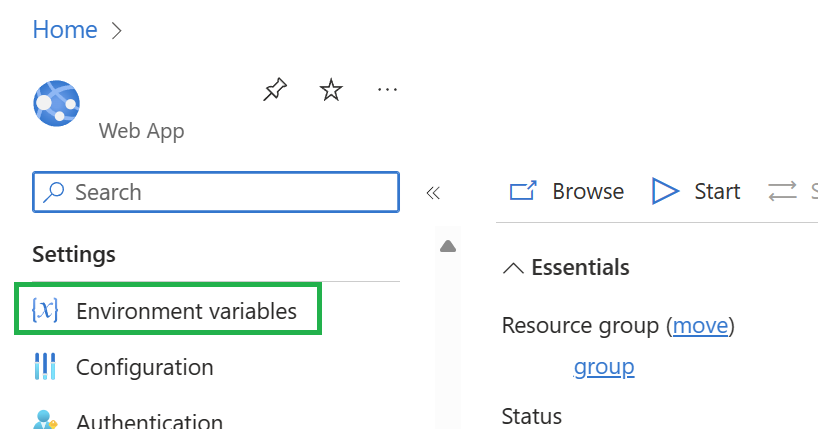 Home
Web App
Search
Browse
Start
Settings
Essentials
{x} Environment variables
Resource group (move)
Configuration
group
Authentication
Status